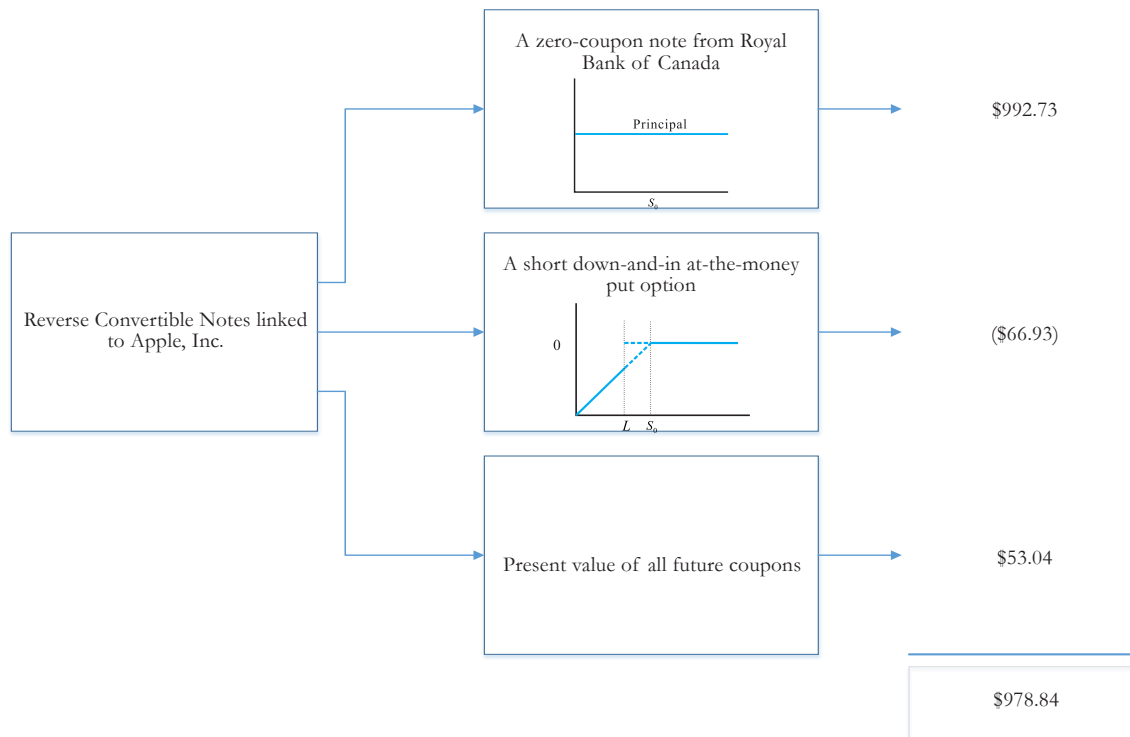 A zero-coupon note from Royal
Bank of Canada
Principal
S₀
$992.73
Reverse Convertible Notes linked
to Apple, Inc.
A short down-and-in at-the-money
put option
0
L S₀
($66.93)
Present value of all future coupons
$53.04
$978.84